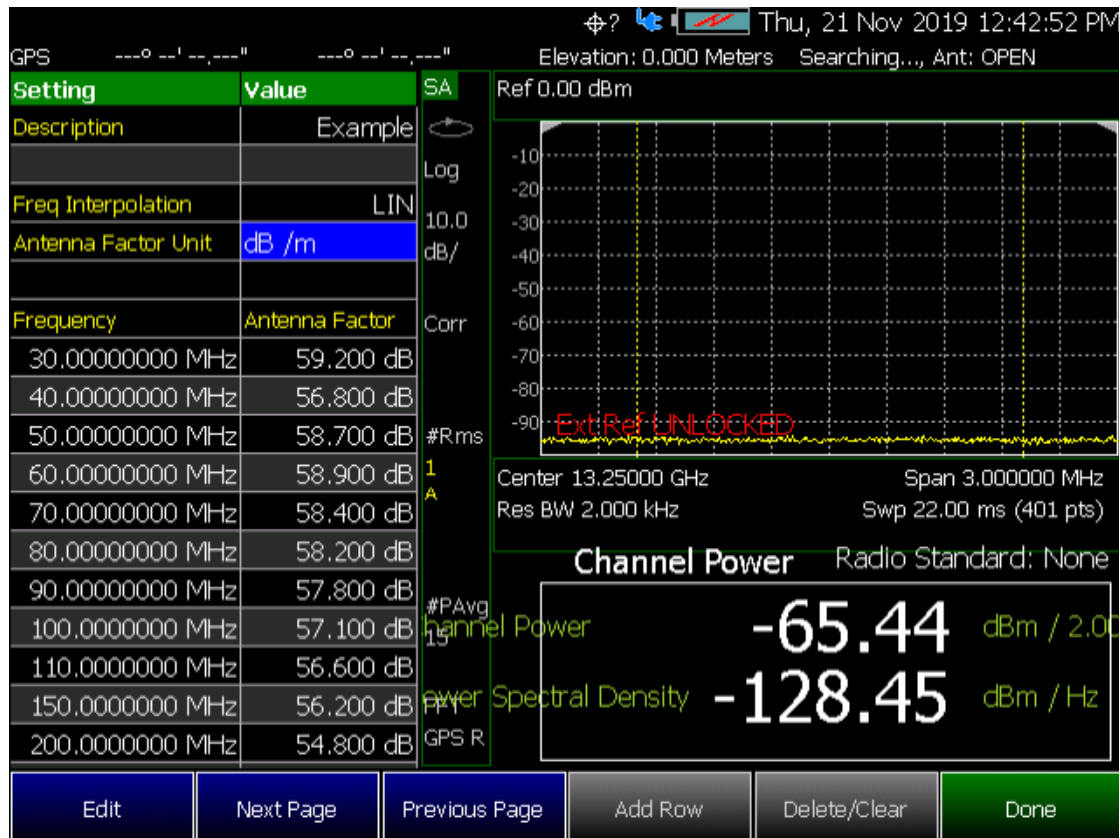 ? Thu, 21 Nov 2019 12:42:52 PM
GPS ---º --'--.---" ---º --'--.---" Elevation: 0.000 Meters Searching..., Ant: OPEN
Setting Value
Description Example
Freq Interpolation LIN
Antenna Factor Unit dB /m
Frequency Antenna Factor
30.00000000 MHz 59.200 dB
40.00000000 MHz 56.800 dB
50.00000000 MHz 58.700 dB
60.00000000 MHz 58.900 dB
70.00000000 MHz 58.400 dB
80.00000000 MHz 58.200 dB
90.00000000 MHz 57.800 dB
100.0000000 MHz 57.100 dB
110.0000000 MHz 56.600 dB
150.0000000 MHz 56.200 dB
200.0000000 MHz 54.800 dB
SA
Log
10.0
dB/
Corr
#Rms
1
A
#PAvg
15
GPS R
Ref 0.00 dBm
-10
-20
-30
-40
-50
-60
-70
-80
-90
Ext Ref UNLOCKED
Center 13.25000 GHz Span 3.000000 MHz
Res BW 2.000 kHz Swp 22.00 ms (401 pts)
Channel Power Radio Standard: None
hannel Power -65.44 dBm / 2.00
ower Spectral Density -128.45 dBm / Hz
Edit Next Page Previous Page Add Row Delete/Clear Done